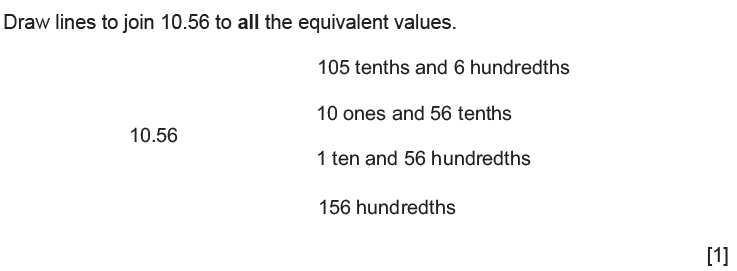 Draw lines to join 10.56 to all the equivalent values.
105 tenths and 6 hundredths
10 ones and 56 tenths
10.56
1 ten and 56 hundredths
156 hundredths
[1]